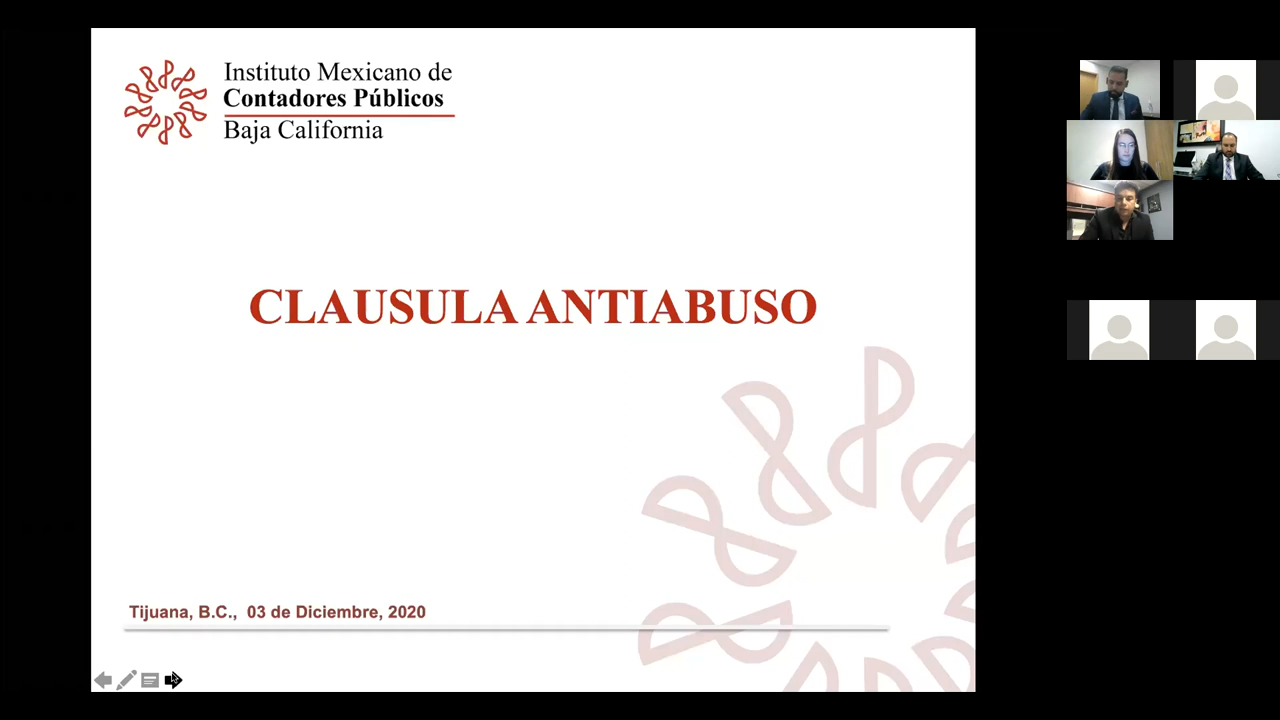 Instituto Mexicano de
Contadores Públicos
Baja California
CLAUSULA ANTIABUSO
Tijuana, B.C., 03 de Diciembre, 2020